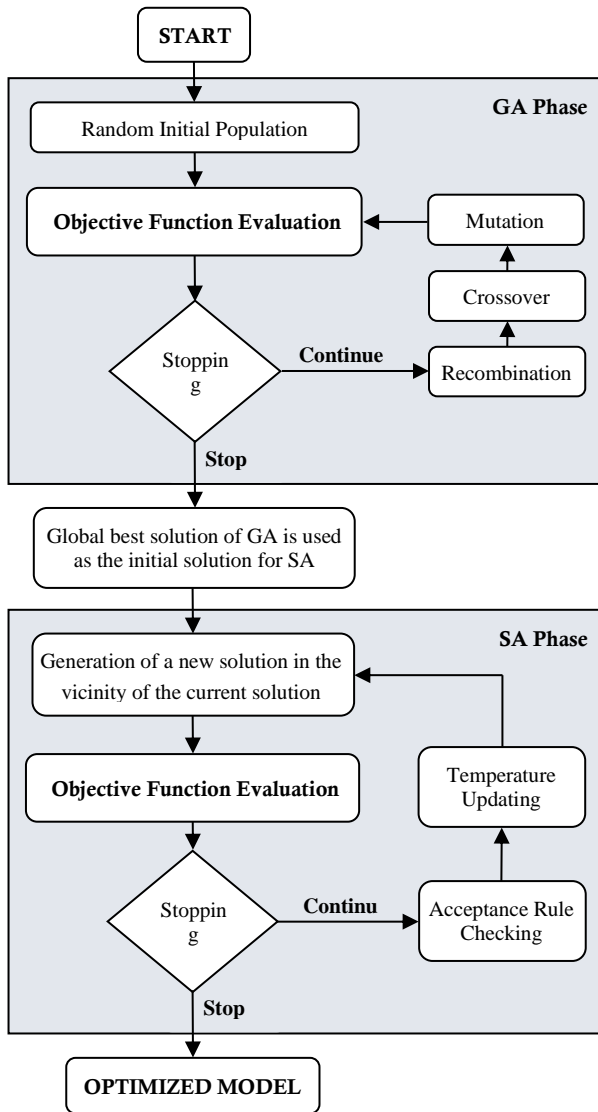 START
GA Phase
Random Initial Population
Objective Function Evaluation
Mutation
Crossover
Stoppin
g
Continue
Recombination
Stop
Global best solution of GA is used
as the initial solution for SA
SA Phase
Generation of a new solution in the
vicinity of the current solution
Objective Function Evaluation
Temperature
Updating
Stoppin
g
Continu
Acceptance Rule
Checking
Stop
OPTIMIZED MODEL